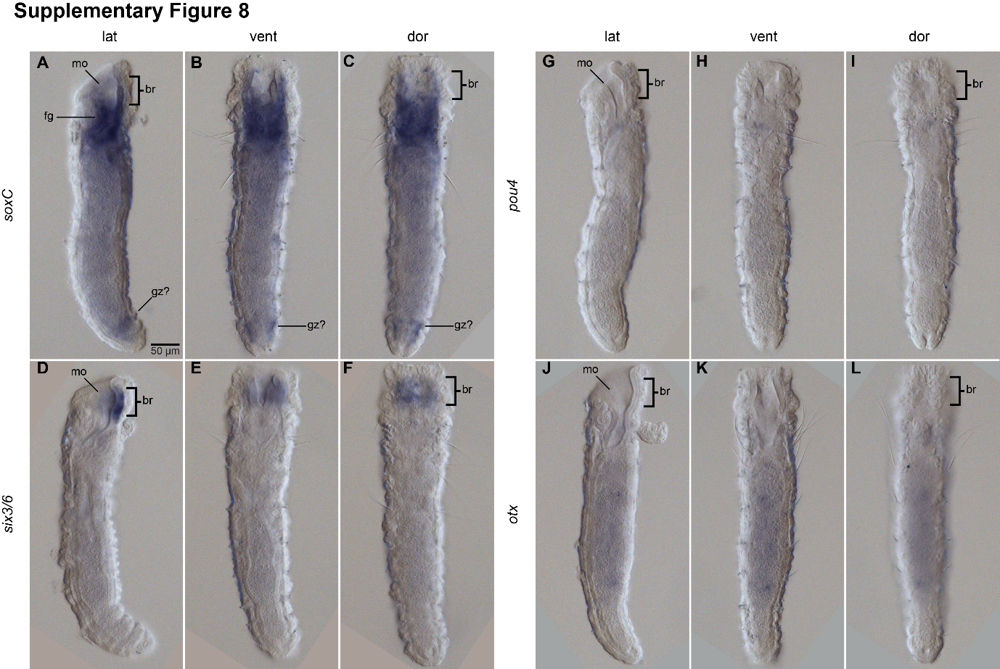 Supplementary Figure 8
lat vent dor lat vent dor
A B C G H I
mo mo
br br br br
fg
soxC
pou4
gz?
gz? gz?
50 µm
D E F J K L
mo mo
br br br br
six3/6
otx